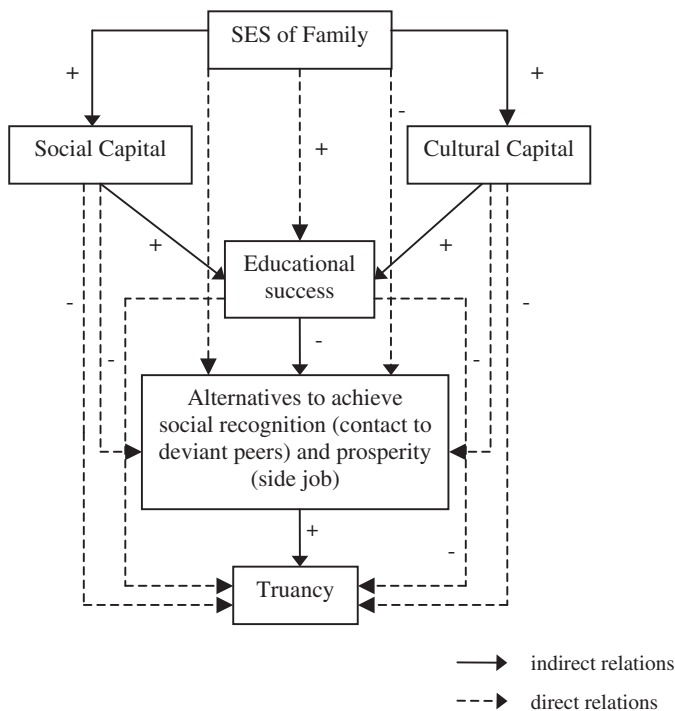 SES of Family
+
+
-
Social Capital
+
Cultural Capital
+
+
Educational
success
-
-
-
-
-
Alternatives to achieve
social recognition (contact to
deviant peers) and prosperity
(side job)
+
-
Truancy
indirect relations
direct relations